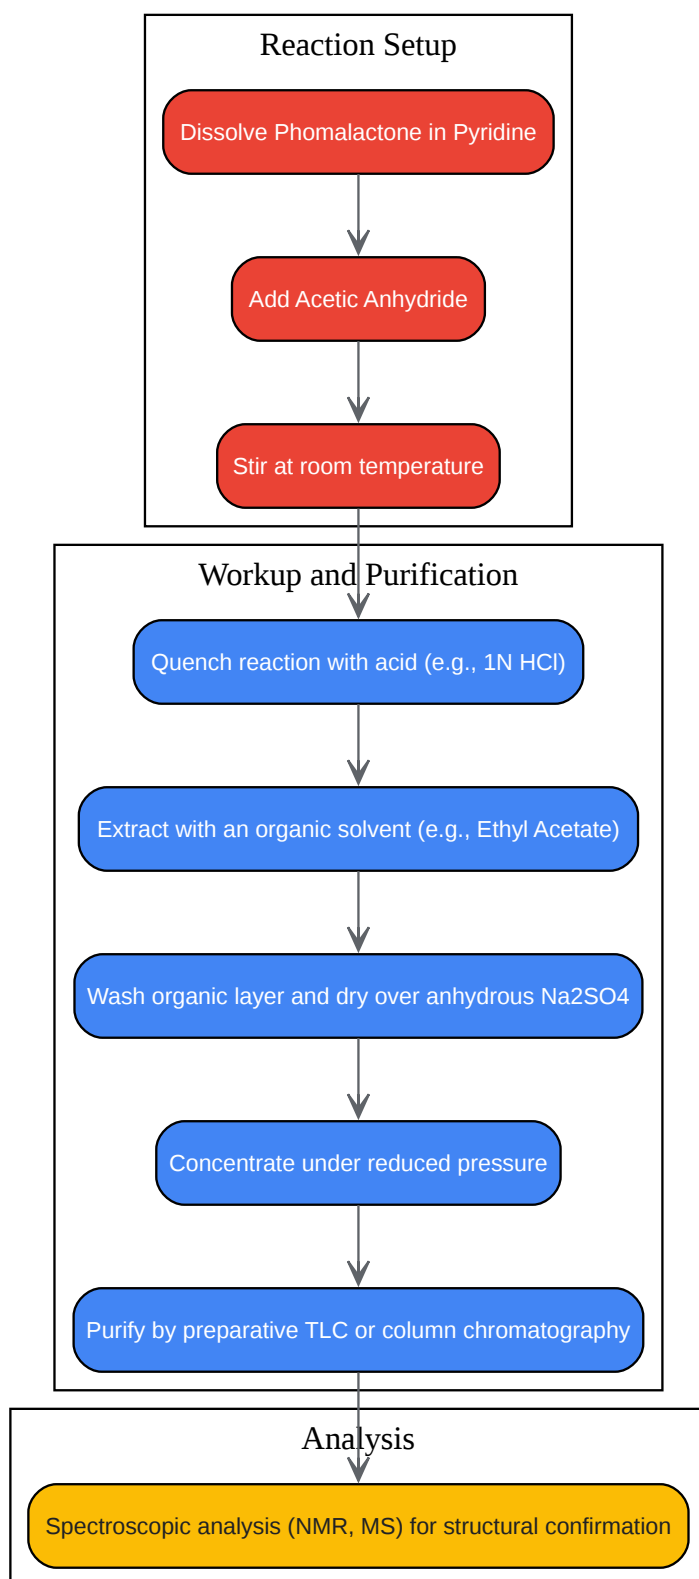 Reaction Setup
Dissolve Phomalactone in Pyridine
Add Acetic Anhydride
Stir at room temperature
Workup and Purification
Quench reaction with acid (e.g., 1N HCl)
Extract with an organic solvent (e.g., Ethyl Acetate)
Wash organic layer and dry over anhydrous Na2SO4
Concentrate under reduced pressure
Purify by preparative TLC or column chromatography
Analysis
Spectroscopic analysis (NMR, MS) for structural confirmation